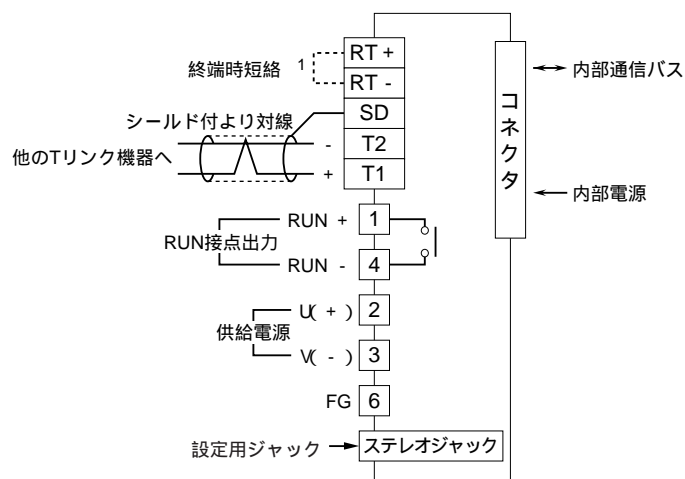 終端時短絡 1
RT +
RT -
SD
T2
T1
シールド付より対線
他のTリンク機器へ
-
+
コネクタ
内部通信バス
内部電源
RUN + 1
RUN接点出力
RUN - 4
U( + ) 2
供給電源
V( - ) 3
FG 6
設定用ジャック
ステレオジャック